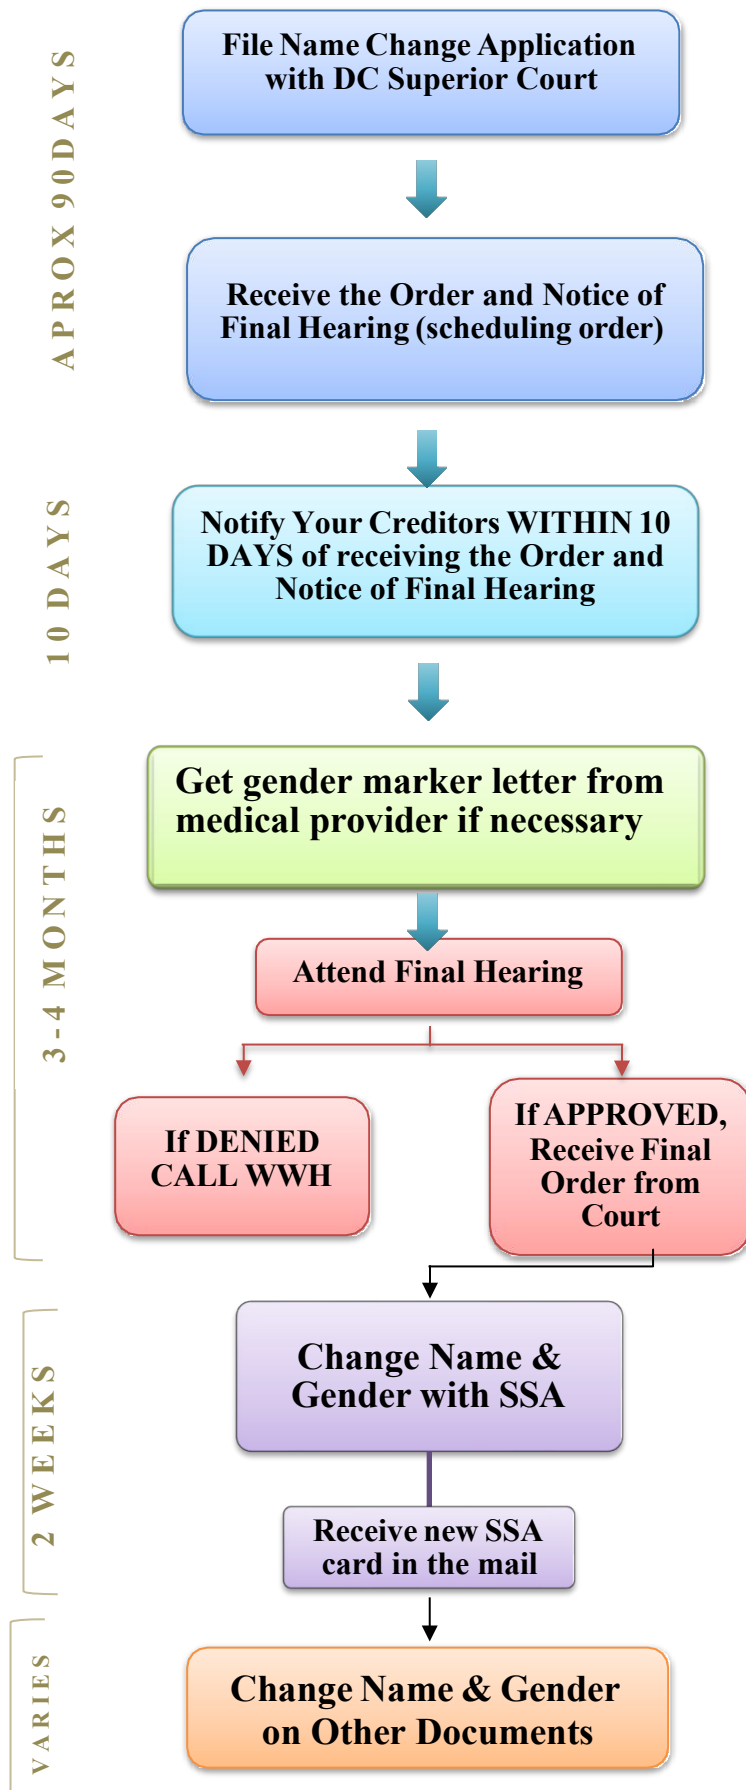 APROX 90DAYS
File Name Change Application
with DC Superior Court
Receive the Order and Notice of
Final Hearing (scheduling order)
10 DAYS
Notify Your Creditors WITHIN 10
DAYS of receiving the Order and
Notice of Final Hearing
3-4 MONTHS
Get gender marker letter from
medical provider if necessary
Attend Final Hearing
If DENIED
CALL WWH
If APPROVED,
Receive Final
Order from
Court
2 WEEKS
Change Name &
Gender with SSA
Receive new SSA
card in the mail
VARIES
Change Name & Gender
on Other Documents